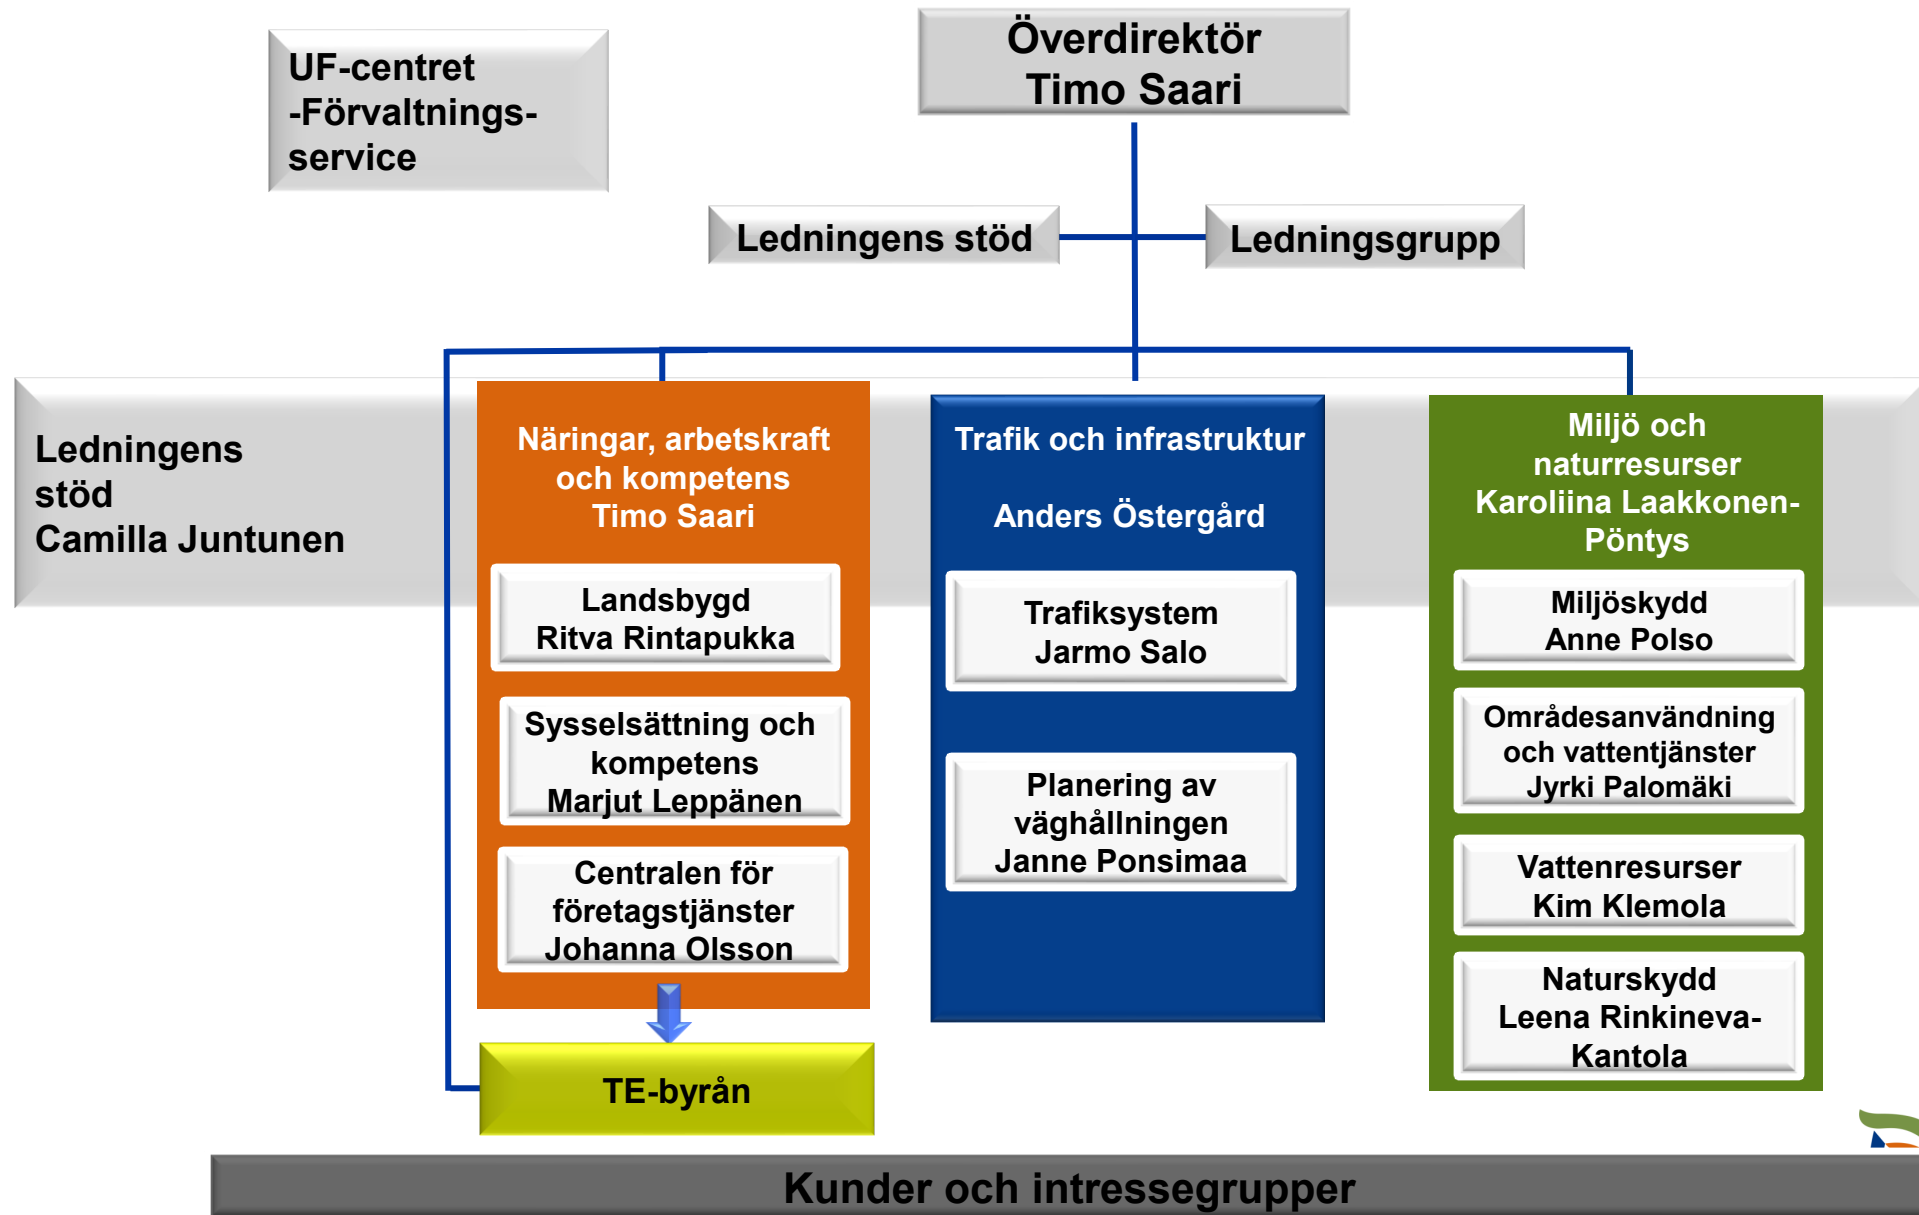 UF-centret
-Förvaltnings-
service
Överdirektör
Timo Saari
Ledningens stöd
Ledningsgrupp
Ledningens
stöd
Camilla Juntunen
Näringar, arbetskraft
och kompetens
Timo Saari
Landsbygd
Ritva Rintapukka
Sysselsättning och
kompetens
Marjut Leppänen
Centralen för
företagstjänster
Johanna Olsson
TE-byrån
Trafik och infrastruktur
Anders Östergård
Trafiksystem
Jarmo Salo
Planering av
väghållningen
Janne Ponsimaa
Miljö och
naturresurser
Karoliina Laakkonen-
Pöntys
Miljöskydd
Anne Polso
Områdesanvändning
och vattentjänster
Jyrki Palomäki
Vattenresurser
Kim Klemola
Naturskydd
Leena Rinkineva-
Kantola
Kunder och intressegrupper